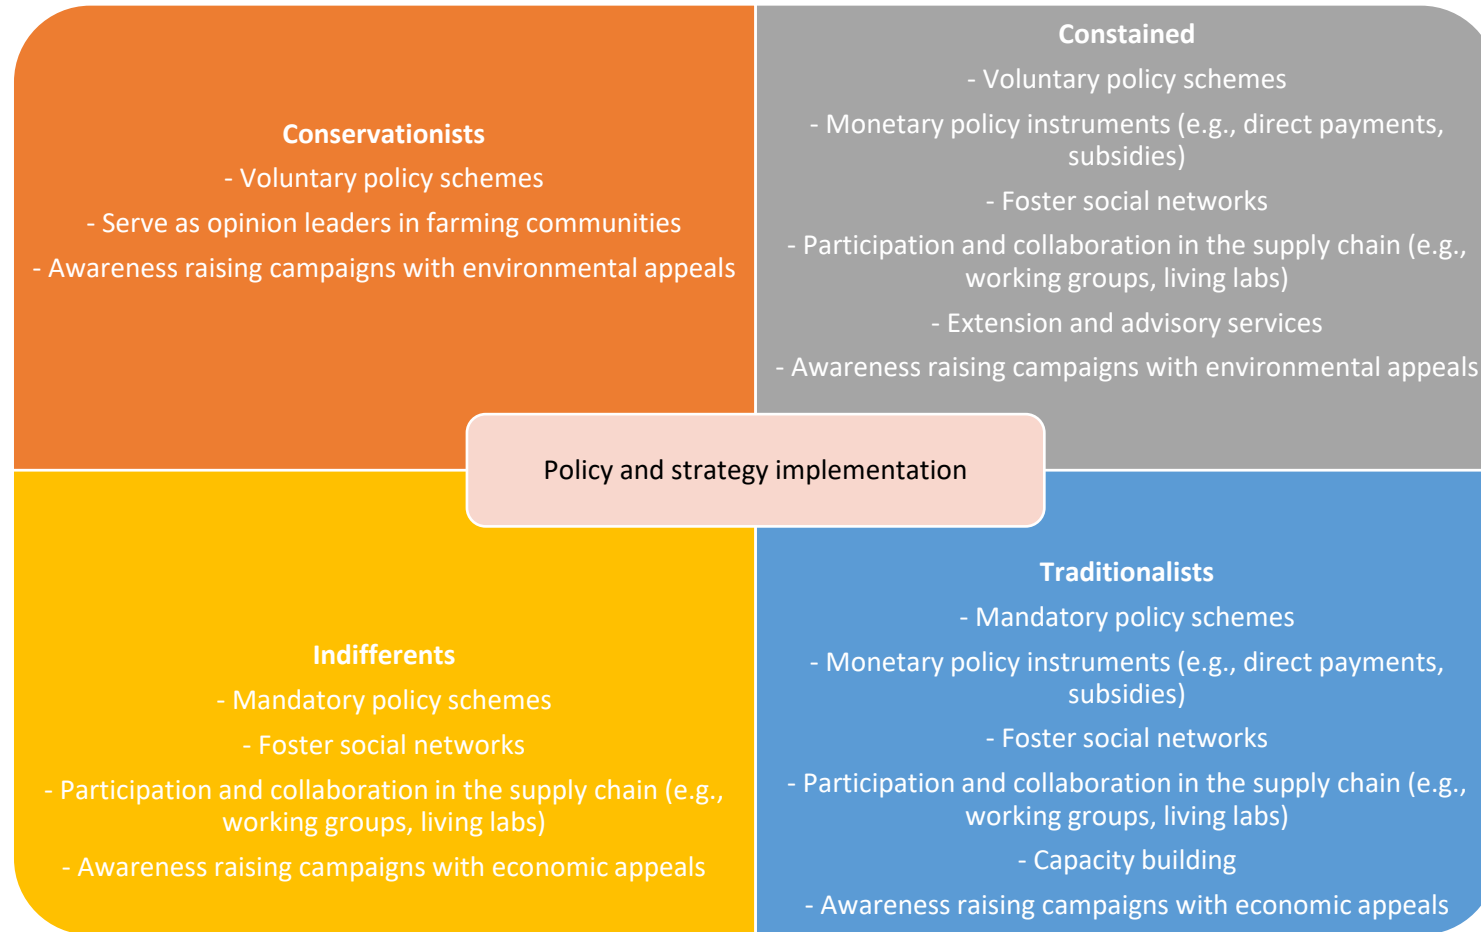 Conservationists
- Voluntary policy schemes
- Serve as opinion leaders in farming communities
- Awareness raising campaigns with environmental appeals
Constained
- Voluntary policy schemes
- Monetary policy instruments (e.g., direct payments,
subsidies)
- Foster social networks
- Participation and collaboration in the supply chain (e.g.,
working groups, living labs)
- Extension and advisory services
- Awareness raising campaigns with environmental appeals
Policy and strategy implementation
Indifferents
- Mandatory policy schemes
- Foster social networks
- Participation and collaboration in the supply chain (e.g.,
working groups, living labs)
- Awareness raising campaigns with economic appeals
Traditionalists
- Mandatory policy schemes
- Monetary policy instruments (e.g., direct payments,
subsidies)
- Foster social networks
- Participation and collaboration in the supply chain (e.g.,
working groups, living labs)
- Capacity building
- Awareness raising campaigns with economic appeals